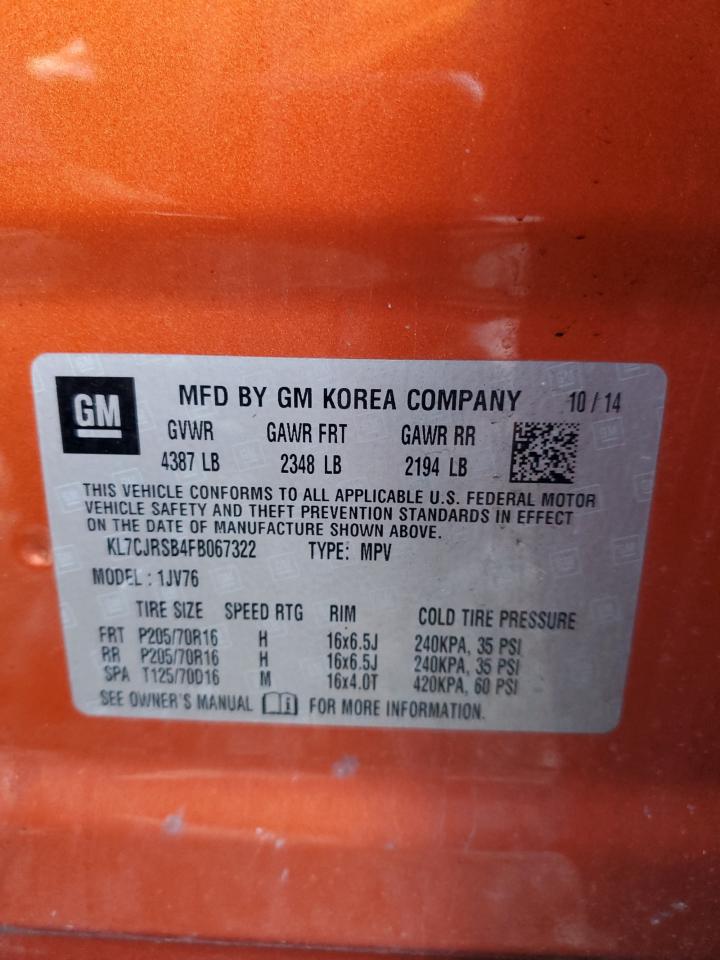 GM MFD BY GM KOREA COMPANY 10 / 14
GVWR GAWR FRT GAWR RR
4387 LB 2348 LB 2194 LB
THIS VEHICLE CONFORMS TO ALL APPLICABLE U.S. FEDERAL MOTOR
VEHICLE SAFETY AND THEFT PREVENTION STANDARDS IN EFFECT
ON THE DATE OF MANUFACTURE SHOWN ABOVE.
KL7CJRSB4FB067322 TYPE: MPV
MODEL : 1JV76
TIRE SIZE SPEED RTG RIM COLD TIRE PRESSURE
FRT P205/70R16 H 16x6.5J 240KPA, 35 PSI
RR P205/70R16 H 16x6.5J 240KPA, 35 PSI
SPA T125/70D16 M 16x4.0T 420KPA, 60 PSI
SEE OWNER'S MANUAL i FOR MORE INFORMATION.